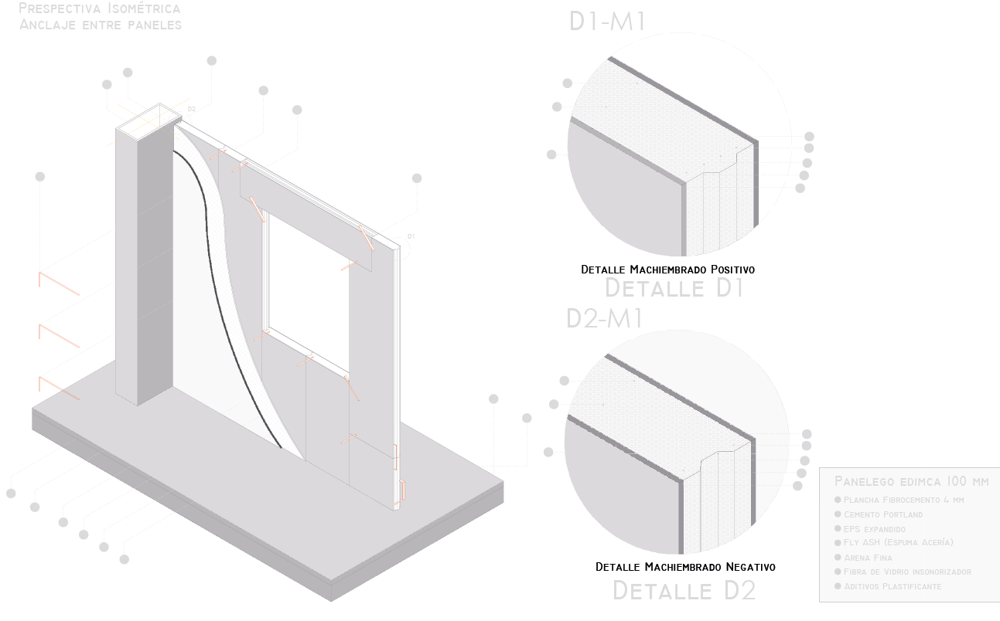 Prespectiva Isométrica
Anclaje entre paneles
D2
D1
D1-M1
Detalle Machiembrado Positivo
Detalle D1
D2-M1
Detalle Machiembrado Negativo
Detalle D2
Panelego edimca 100 mm
Plancha Fibrocemento 4 mm
Cemento Portland
EPS expandido
Fly ASH (Espuma Acería)
Arena Fina
Fibra de Vidrio insonorizador
Aditivos Plastificante